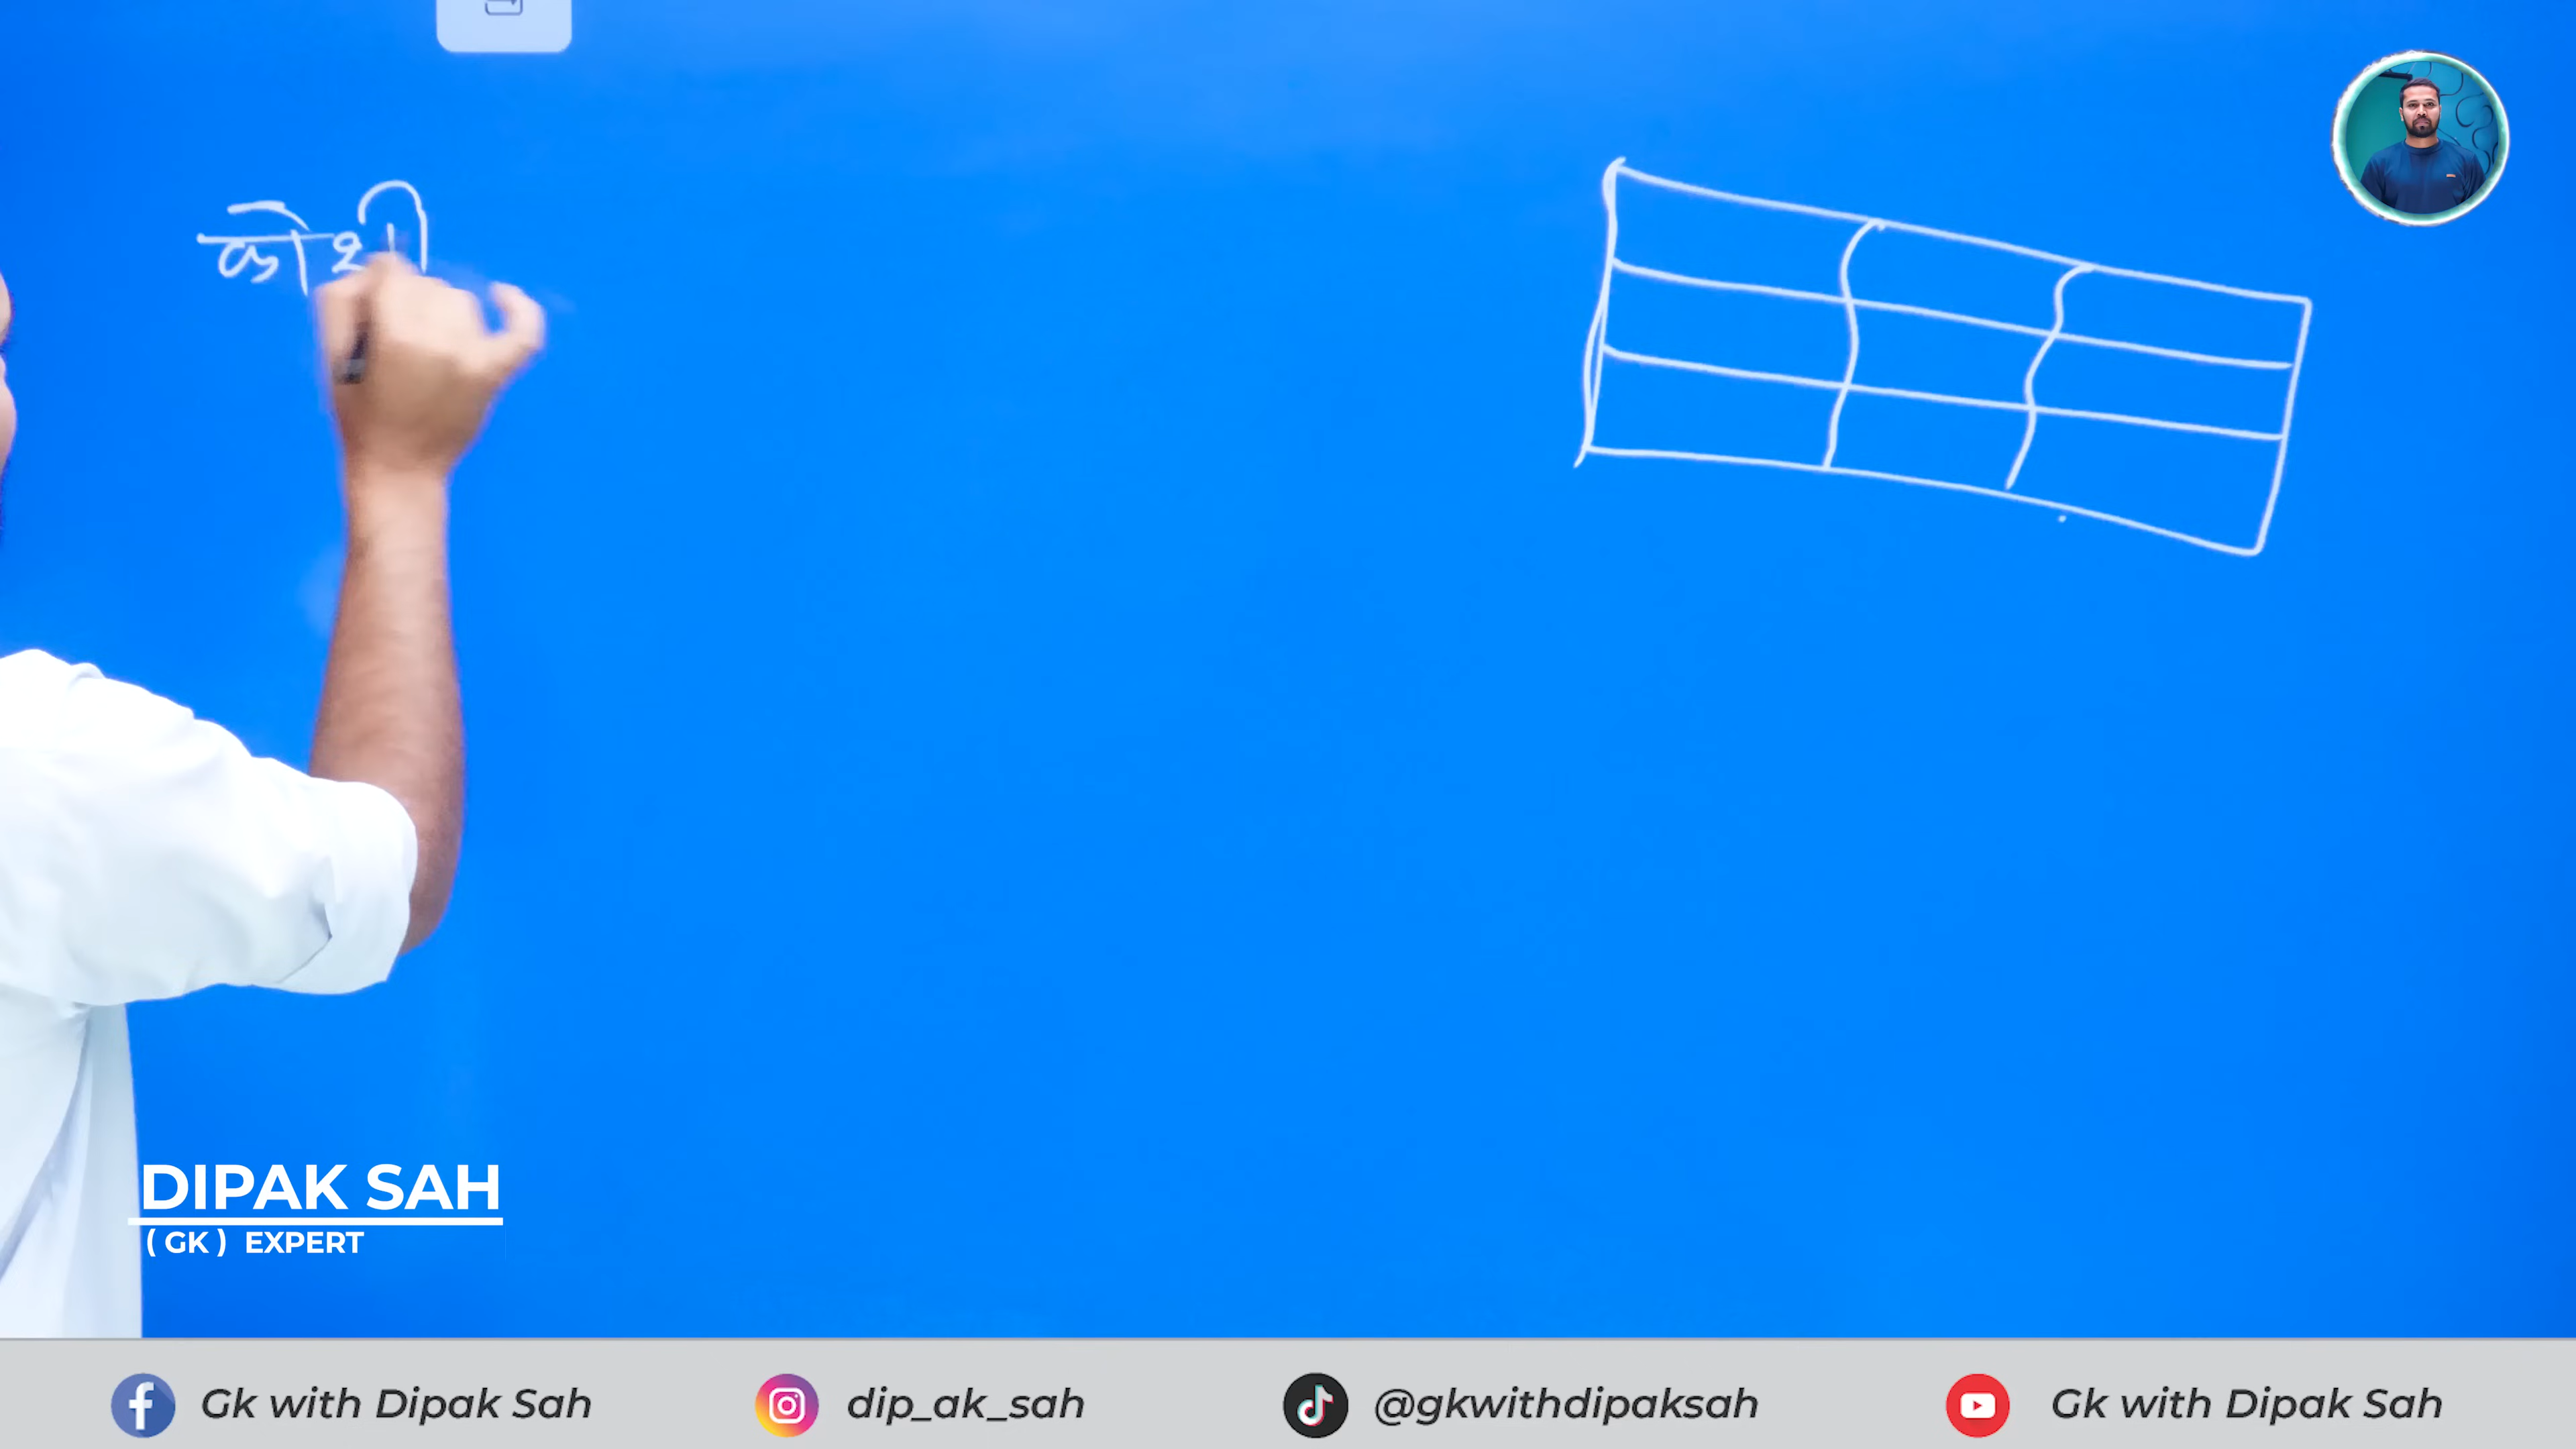 कोशी
DIPAK SAH
( GK ) EXPERT
Gk with Dipak Sah
dip_ak_sah
@gkwithdipaksah
Gk with Dipak Sah